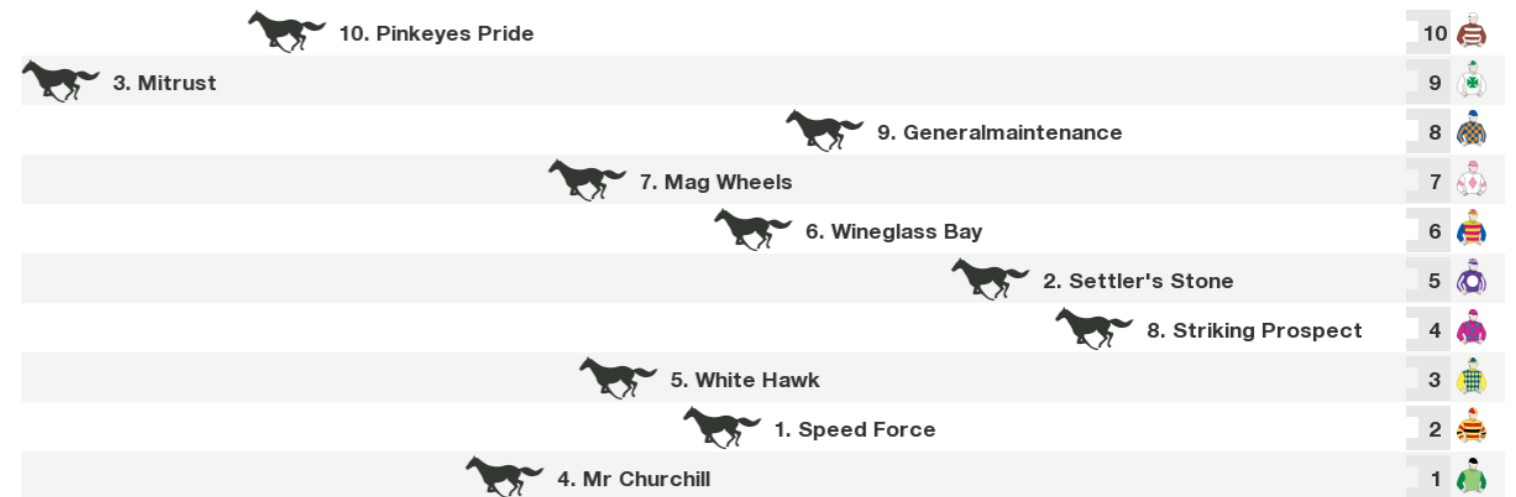 10. Pinkeyes Pride 10
3. Mitrust 9
9. Generalmaintenance 8
7. Mag Wheels 7
6. Wineglass Bay 6
2. Settler's Stone 5
8. Striking Prospect 4
5. White Hawk 3
1. Speed Force 2
4. Mr Churchill 1